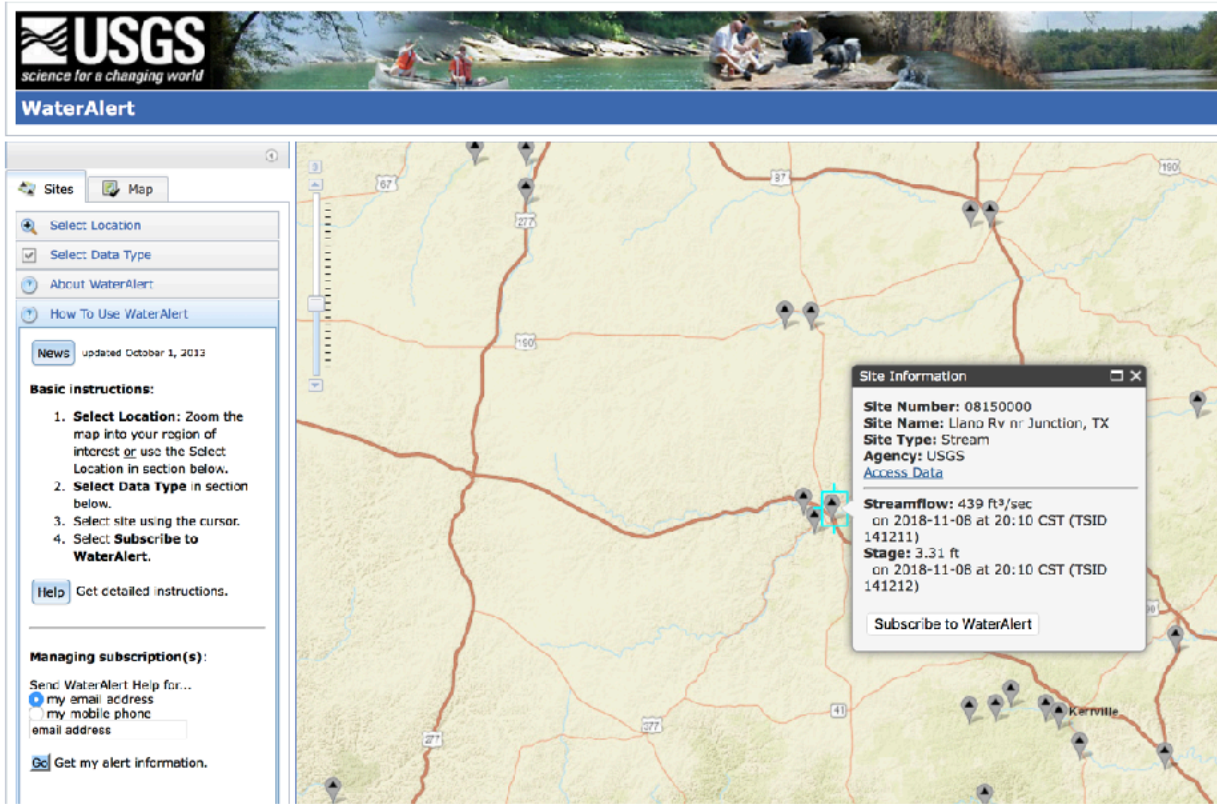 USGS
science for a changing world
WaterAlert
Sites
Map
Select Location
Select Data Type
About WaterAlert
How To Use WaterAlert
News updated October 1, 2013
Basic instructions:
1. Select Location: Zoom the
map into your region of
interest or use the Select
Location in section below.
2. Select Data Type in section
below.
3. Select site using the cursor.
4. Select Subscribe to
WaterAlert.
Help Get detailed instructions.
Managing subscription(s):
Send WaterAlert Help for...
my email address
my mobile phone
email address
Go Get my alert information.
67
87
190
277
190
Site Information
Site Number: 08150000
Site Name: Llano Rv nr Junction, TX
Site Type: Stream
Agency: USGS
Access Data
Streamflow: 439 ft³/sec
on 2018-11-08 at 20:10 CST (TSID
141211)
Stage: 3.31 ft
on 2018-11-08 at 20:10 CST (TSID
141212)
Subscribe to WaterAlert
41
Kerrville
377
277